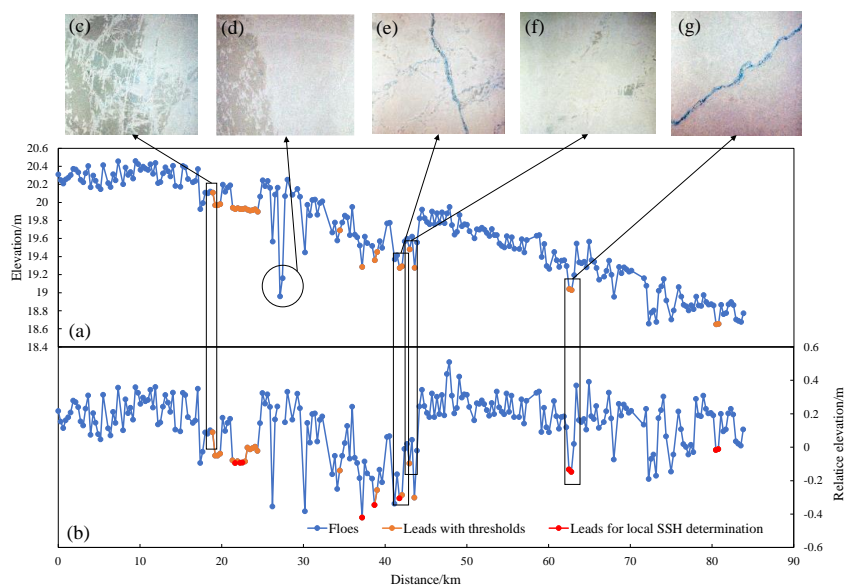 (c) (d) (e) (f) (g)
20.6
20.4
20.2
20
19.8
19.6
19.4
19.2
19
18.8
18.6
18.4
Elevation/m
(a)
0.6
0.4
0.2
0
-0.2
-0.4
-0.6
Relatice elevation/m
(b)
Floes Leads with thresholds Leads for local SSH determination
0 10 20 30 40 50 60 70 80 90
Distance/km